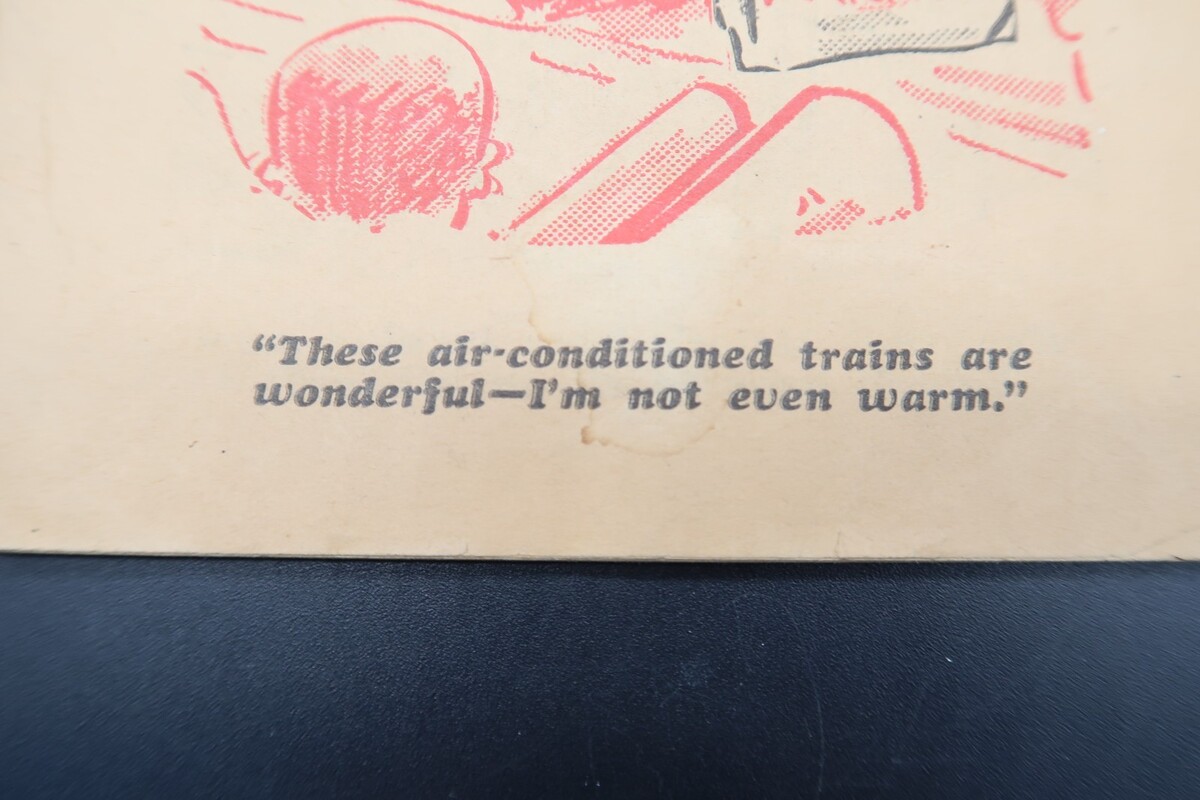 “These air-conditioned trains are
wonderful—I’m not even warm.”